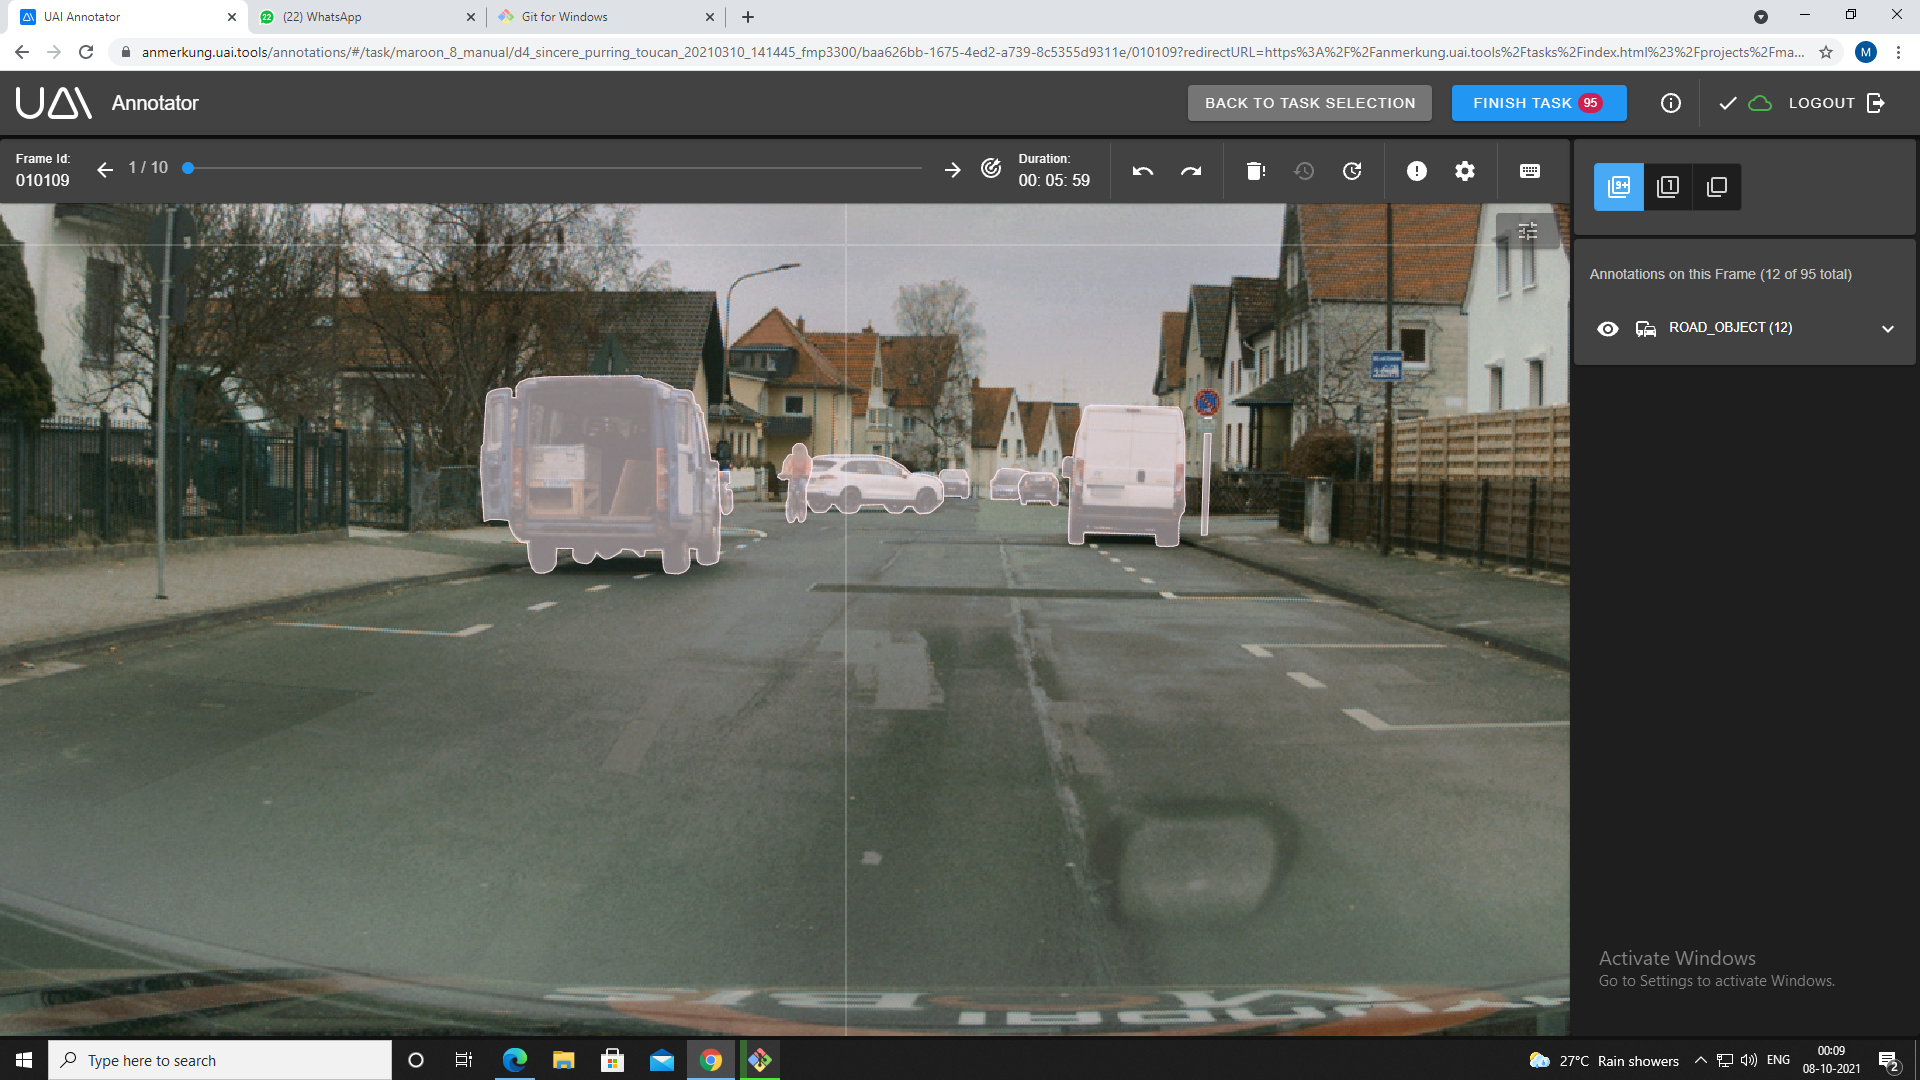 UAI Annotator
(22) WhatsApp
Git for Windows
anmerkung.uai.tools/annotations/#/task/maroon_8_manual/d4_sincere_purring_toucan_20210310_141445_fmp3300/baa626bb-1675-4ed2-a739-8c5355d9311e/010109?redirectURL=https%3A%2F%2Fanmerkung.uai.tools%2Ftasks%2Findex.html%23%2Fprojects%2Fma...
M
UAI Annotator
BACK TO TASK SELECTION
FINISH TASK 95
LOGOUT
Frame Id:
010109
1 / 10
Duration:
00: 05: 59
9+
1
Annotations on this Frame (12 of 95 total)
ROAD_OBJECT (12)
Activate Windows
Go to Settings to activate Windows.
Type here to search
27°C Rain showers
ENG
00:09
08-10-2021
2